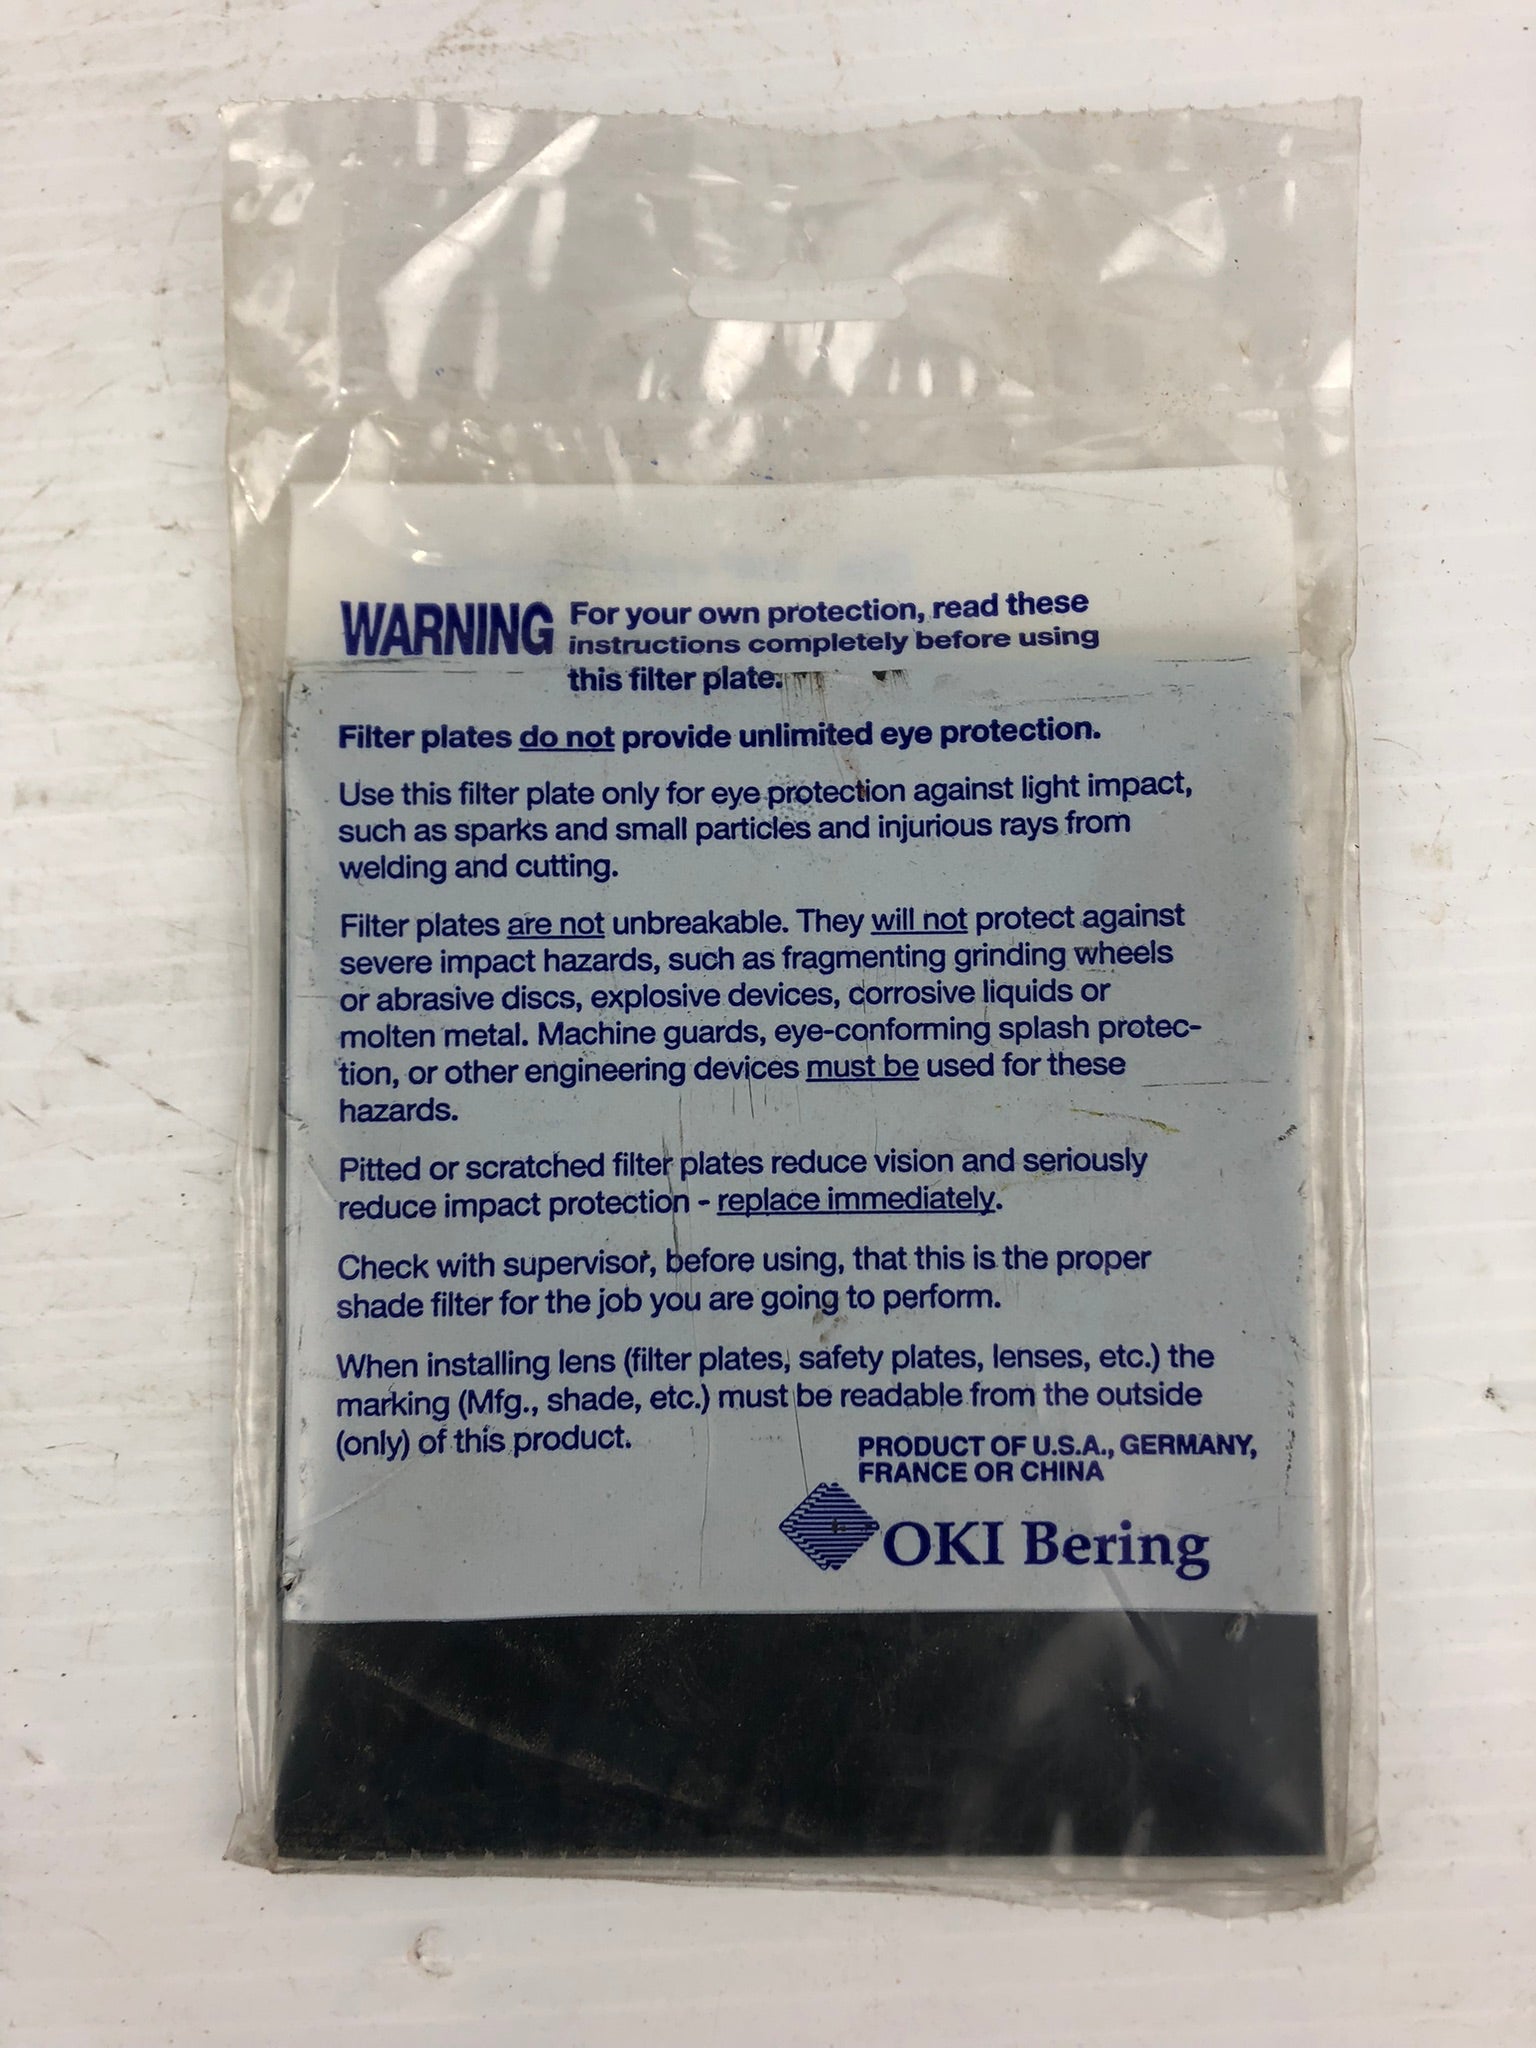 WARNING For your own protection, read these
instructions completely before using
this filter plate.
Filter plates do not provide unlimited eye protection.
Use this filter plate only for eye protection against light impact,
such as sparks and small particles and injurious rays from
welding and cutting.
Filter plates are not unbreakable. They will not protect against
severe impact hazards, such as fragmenting grinding wheels
or abrasive discs, explosive devices, corrosive liquids or
molten metal. Machine guards, eye-conforming splash protec-
tion, or other engineering devices must be used for these
hazards.
Pitted or scratched filter plates reduce vision and seriously
reduce impact protection - replace immediately.
Check with supervisor, before using, that this is the proper
shade filter for the job you are going to perform.
When installing lens (filter plates, safety plates, lenses, etc.) the
marking (Mfg., shade, etc.) must be readable from the outside
(only) of this product.
PRODUCT OF U.S.A., GERMANY,
FRANCE OR CHINA
OKI Bering